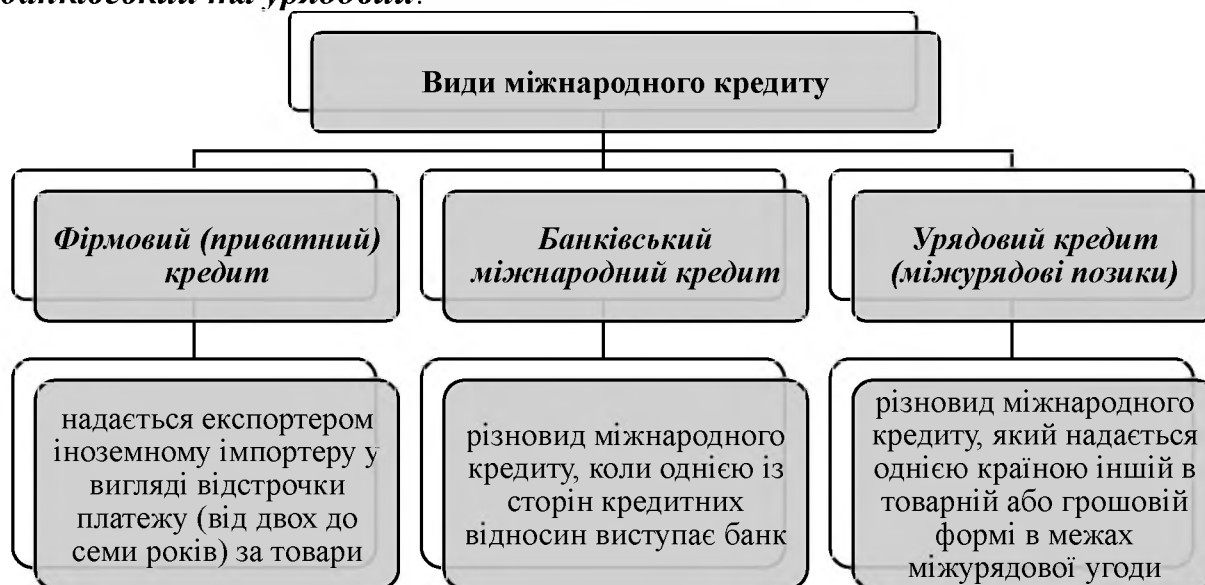 банківський та урядовий.
Види міжнародного кредиту
Фірмовий (приватний)
кредит
Банківський
міжнародний кредит
Урядовий кредит
(міжурядові позики)
надається експортером
іноземному імпортеру у
вигляді відстрочки
платежу (від двох до
семи років) за товари
різновид міжнародного
кредиту, коли однією із
сторін кредитних
відносин виступає банк
різновид міжнародного
кредиту, який надається
однією країною іншій в
товарній або грошовій
формі в межах
міжурядової угоди